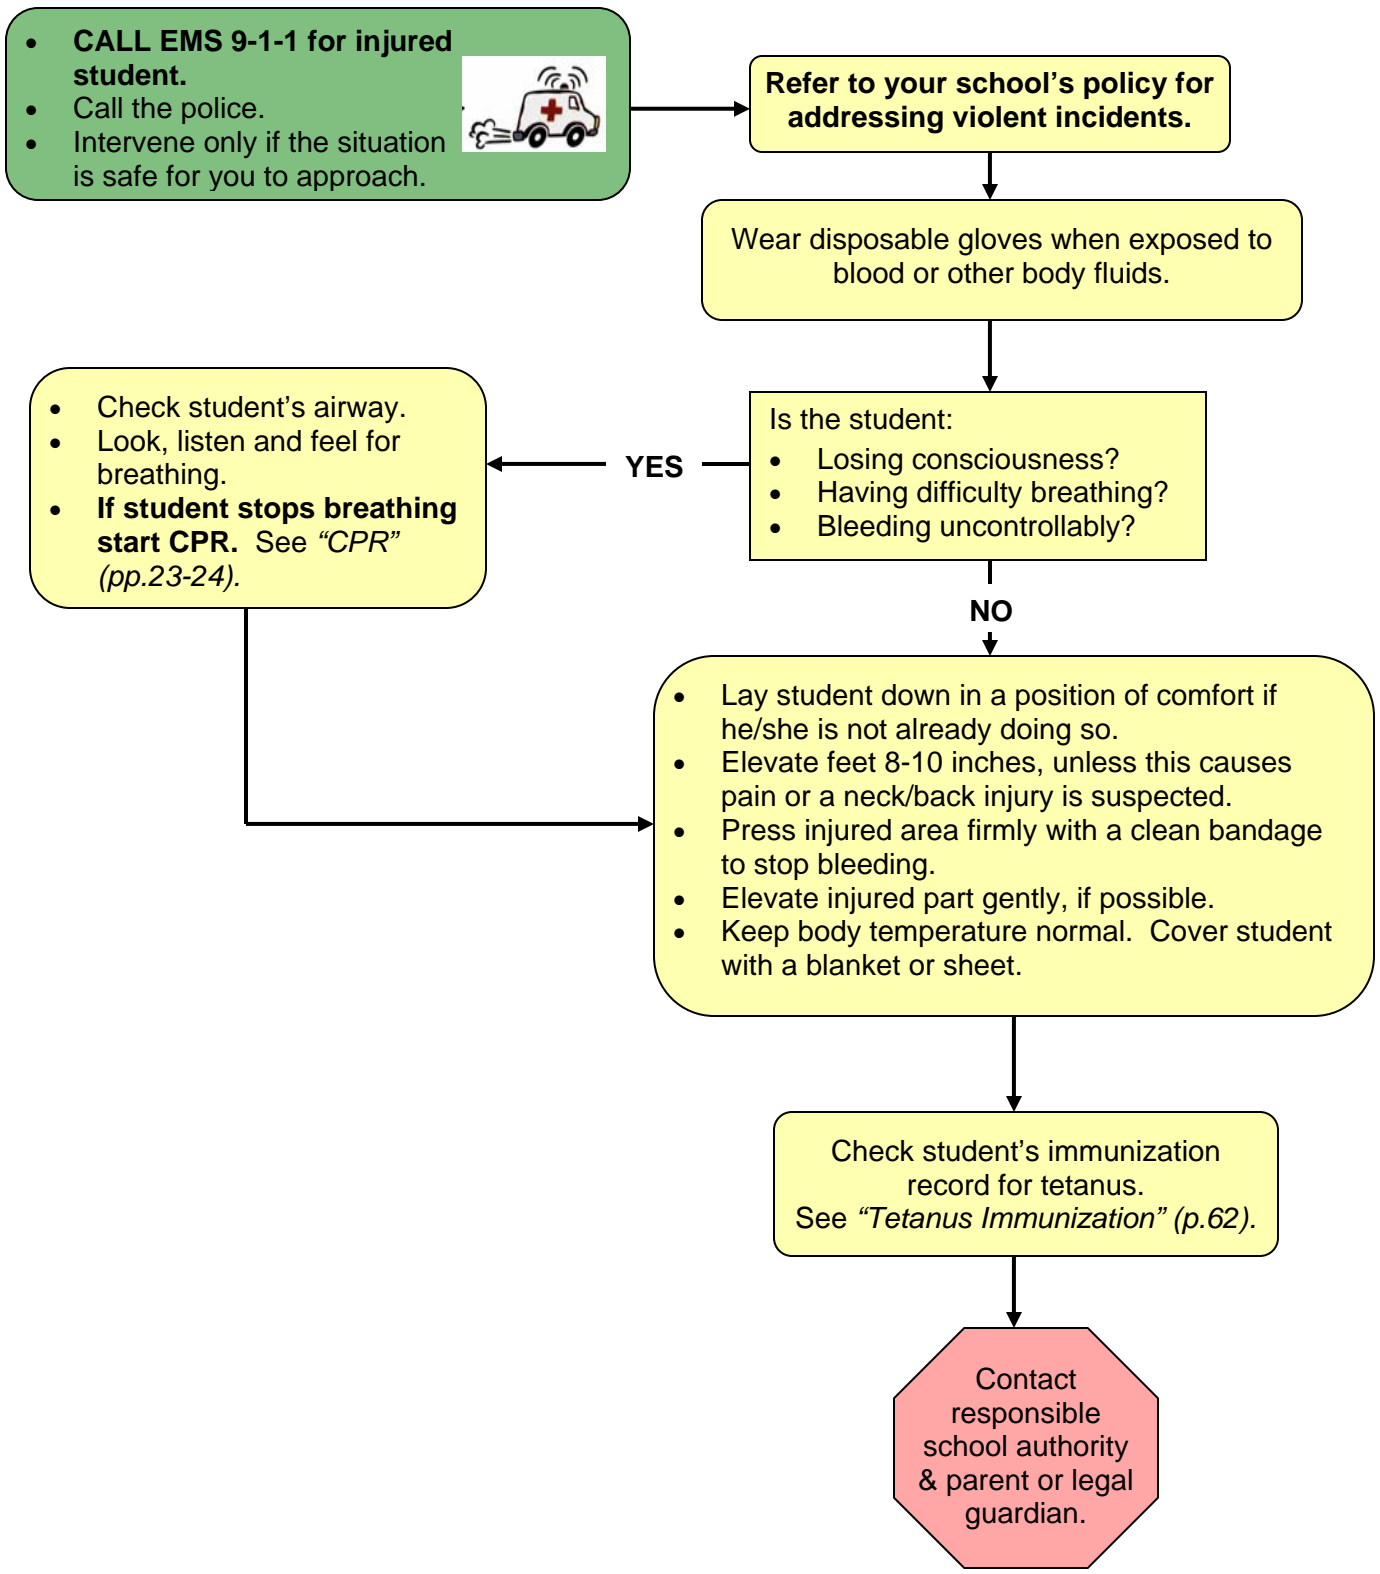 • CALL EMS 9-1-1 for injured
student.
• Call the police.
• Intervene only if the situation
is safe for you to approach.
Refer to your school’s policy for
addressing violent incidents.
Wear disposable gloves when exposed to
blood or other body fluids.
Is the student:
• Losing consciousness?
• Having difficulty breathing?
• Bleeding uncontrollably?
YES
• Check student’s airway.
• Look, listen and feel for
breathing.
• If student stops breathing
start CPR. See “CPR”
(pp.23-24).
NO
• Lay student down in a position of comfort if
he/she is not already doing so.
• Elevate feet 8-10 inches, unless this causes
pain or a neck/back injury is suspected.
• Press injured area firmly with a clean bandage
to stop bleeding.
• Elevate injured part gently, if possible.
• Keep body temperature normal. Cover student
with a blanket or sheet.
Check student’s immunization
record for tetanus.
See “Tetanus Immunization” (p.62).
Contact
responsible
school authority
& parent or legal
guardian.